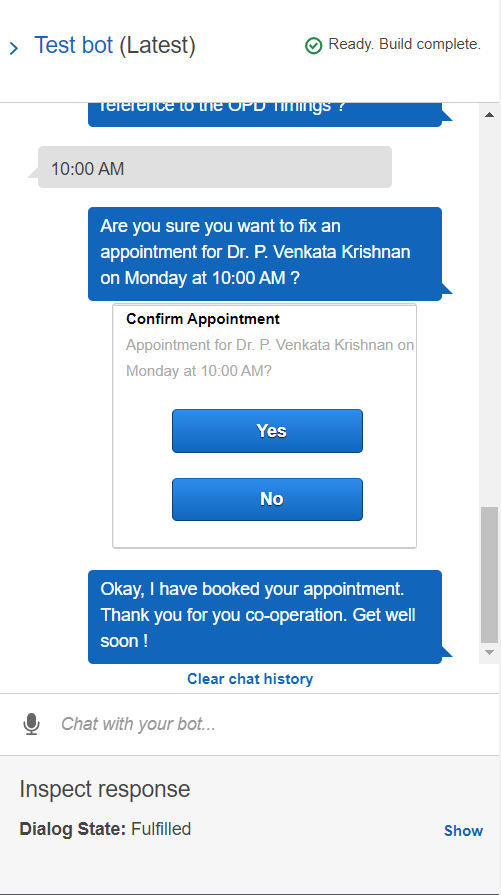 Test bot (Latest)
Ready. Build complete.
reference to the OPD Timings ?
10:00 AM
Are you sure you want to fix an
appointment for Dr. P. Venkata Krishnan
on Monday at 10:00 AM ?
Confirm Appointment
Appointment for Dr. P. Venkata Krishnan on
Monday at 10:00 AM?
Yes
No
Okay, I have booked your appointment.
Thank you for you co-operation. Get well
soon !
Clear chat history
Chat with your bot...
Inspect response
Dialog State: Fulfilled
Show